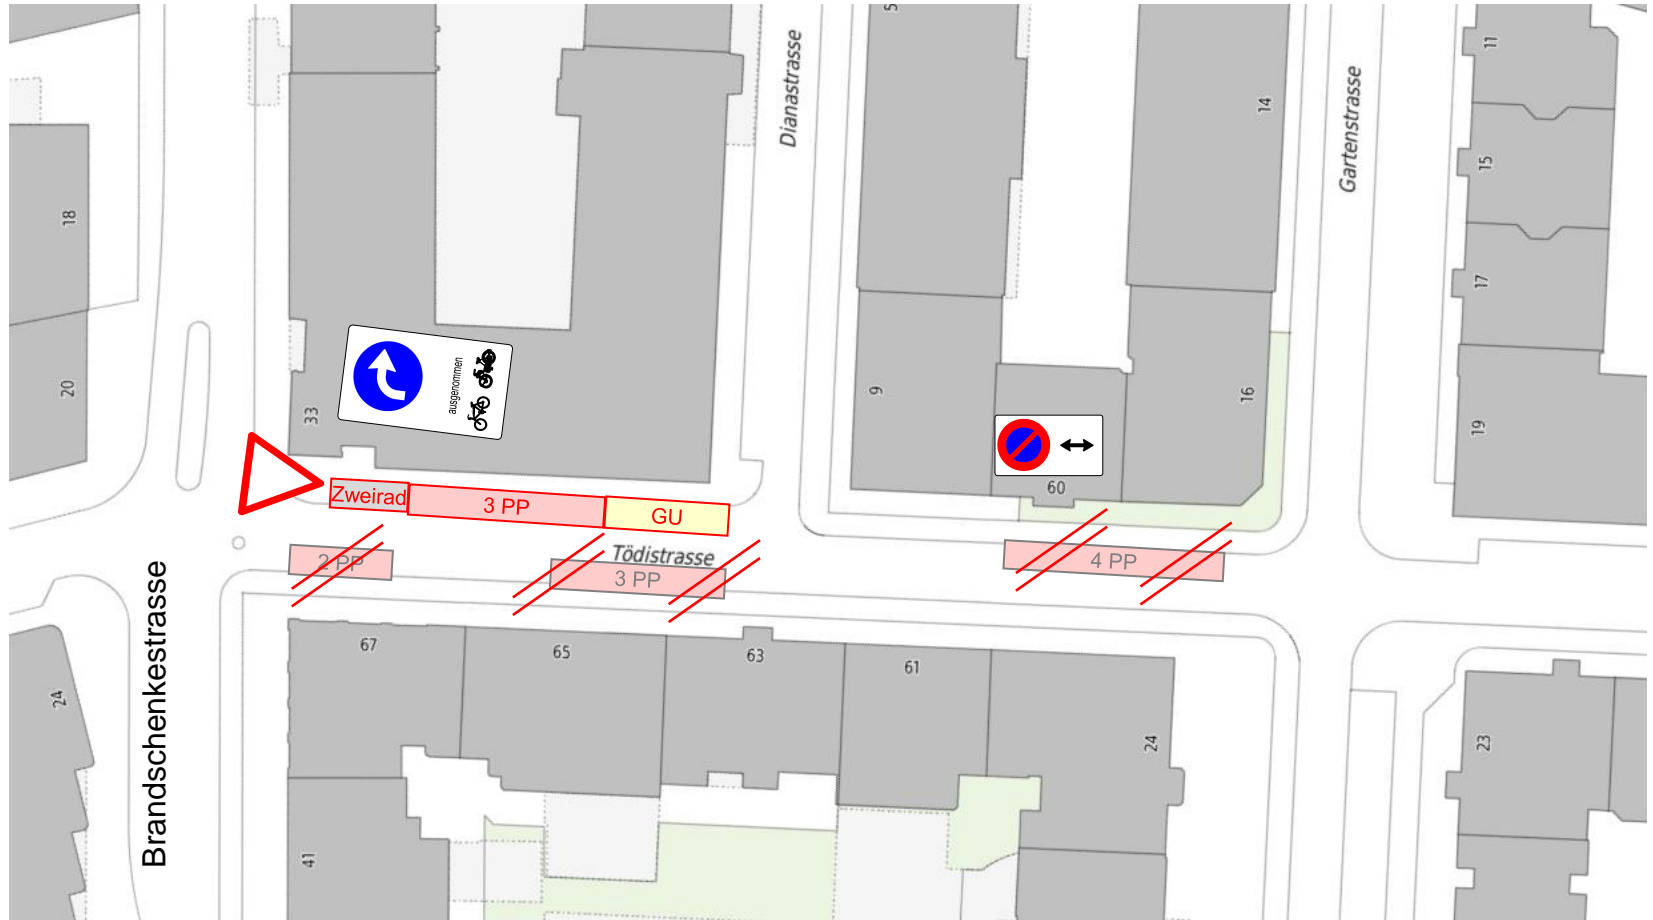 Dianastrasse
Gartenstrasse
5
11
14
15
18
17
20
33
ausgenommen
9
16
19
60
Zweirad
3 PP
GU
Tödistrasse
2 PP
3 PP
4 PP
Brandschenkestrasse
67
65
63
61
24
24
23
41